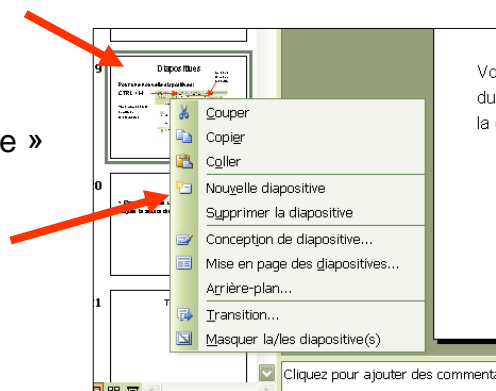 e »
9
Diapositives
Pour une nouvelle diapositive:
CTRL + H
Couper
Copier
Coller
Nouvelle diapositive
Supprimer la diapositive
Conception de diapositive...
Mise en page des diapositives...
Arrière-plan...
Transition...
Masquer la/les diapositive(s)
0
1
T
Vo
du
la
Cliquez pour ajouter des commenta